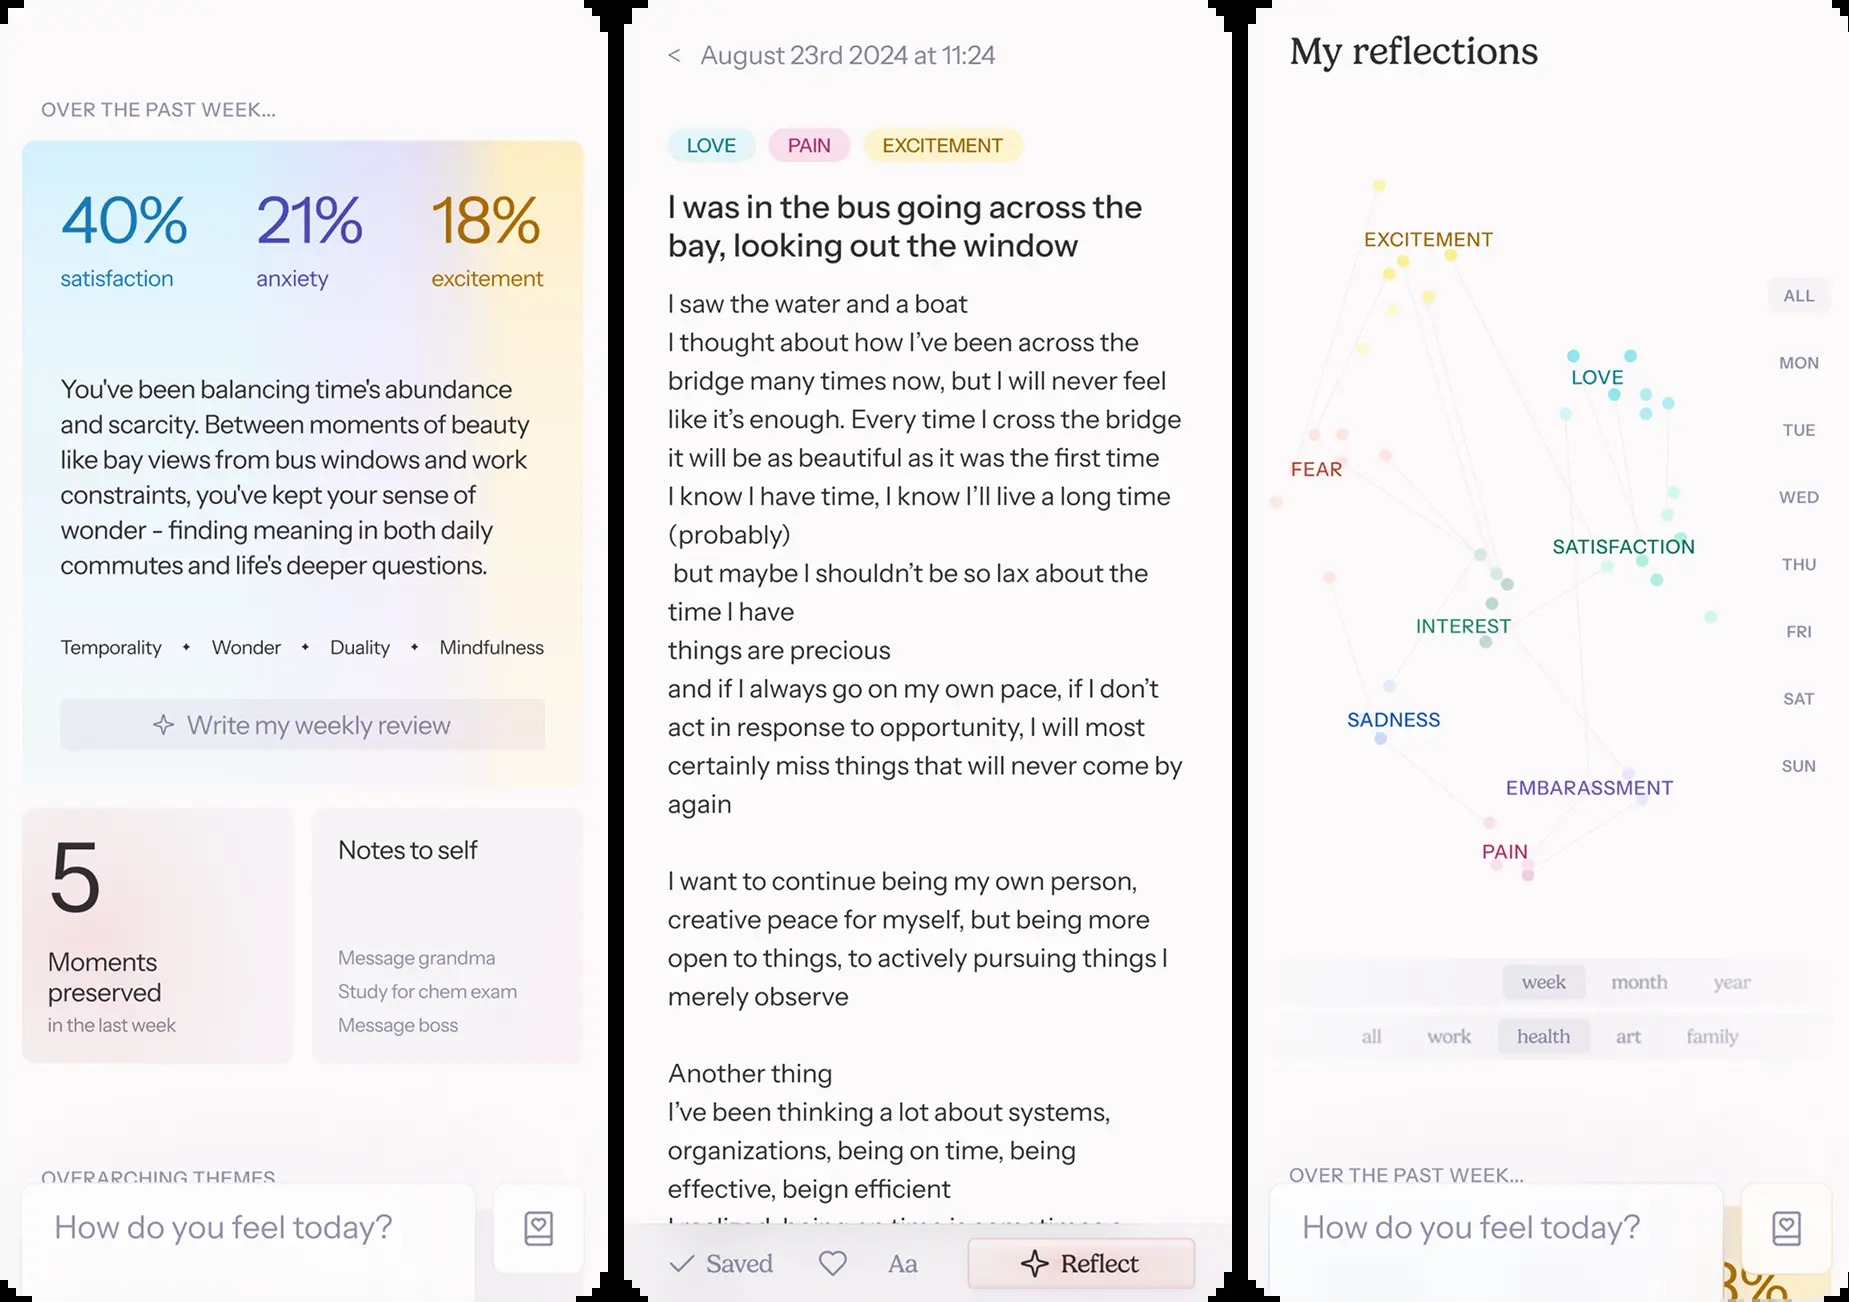 OVER THE PAST WEEK...
40% 21% 18%
satisfaction anxiety excitement
You've been balancing time's abundance
and scarcity. Between moments of beauty
like bay views from bus windows and work
constraints, you've kept your sense of
wonder - finding meaning in both daily
commutes and life's deeper questions.
Temporality • Wonder • Duality • Mindfulness
Write my weekly review
5
Moments
preserved
in the last week
Notes to self
Message grandma
Study for chem exam
Message boss
OVERARCHING THEMES
How do you feel today?
< August 23rd 2024 at 11:24
LOVE PAIN EXCITEMENT
I was in the bus going across the
bay, looking out the window
I saw the water and a boat
I thought about how I’ve been across the
bridge many times now, but I will never feel
like it’s enough. Every time I cross the bridge
it will be as beautiful as it was the first time
I know I have time, I know I’ll live a long time
(probably)
but maybe I shouldn’t be so lax about the
time I have
things are precious
and if I always go on my own pace, if I don’t
act in response to opportunity, I will most
certainly miss things that will never come by
again
I want to continue being my own person,
creative peace for myself, but being more
open to things, to actively pursuing things I
merely observe
Another thing
I’ve been thinking a lot about systems,
organizations, being on time, being
effective, beign efficient
I realized, being on time is sometimes a
Saved Aa Reflect
My reflections
EXCITEMENT
LOVE
FEAR
SATISFACTION
INTEREST
SADNESS
EMBARASSMENT
PAIN
ALL
MON
TUE
WED
THU
FRI
SAT
SUN
week month year
all work health art family
OVER THE PAST WEEK...
How do you feel today?
8%